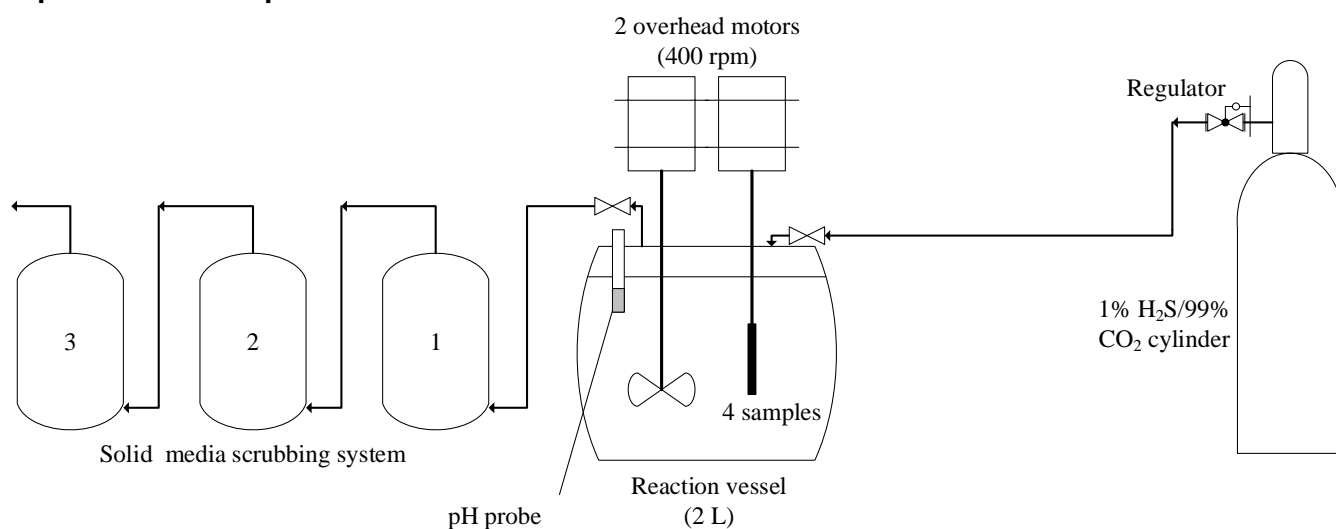 2 overhead motors
(400 rpm)
Regulator
3
2
1
1% H₂S/99%
CO₂ cylinder
4 samples
Solid media scrubbing system
Reaction vessel
(2 L)
pH probe